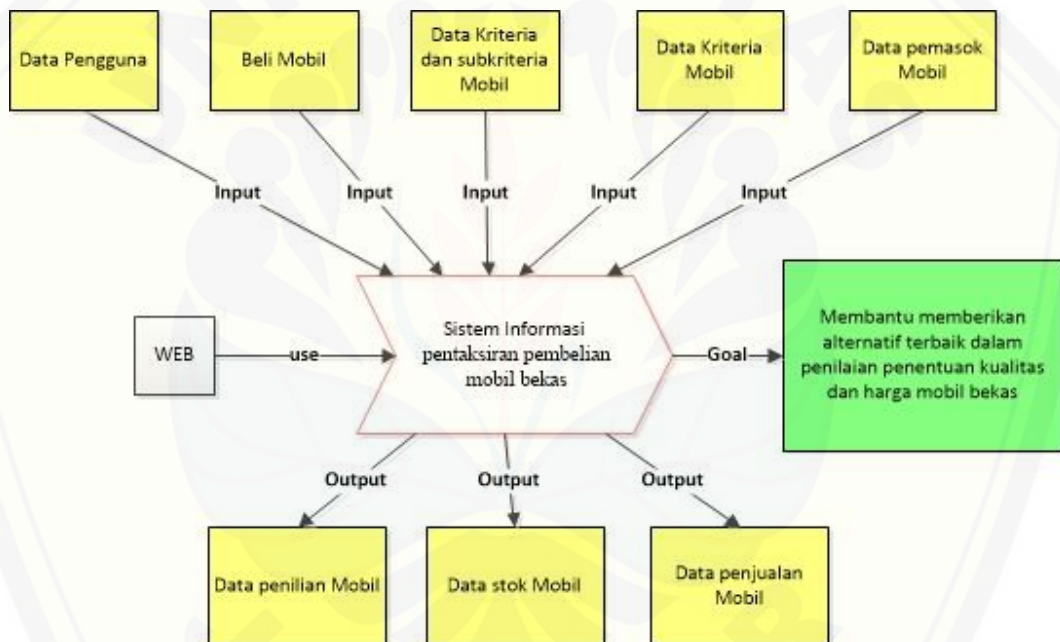 Data Pengguna
Beli Mobil
Data Kriteria
dan subkriteria
Mobil
Data Kriteria
Mobil
Data pemasok
Mobil
Input
Input
Input
Input
Input
WEB
use
Sistem Informasi
pentaksiran pembelian
mobil bekas
Goal
Membantu memberikan
alternatif terbaik dalam
penilaian penentuan kualitas
dan harga mobil bekas
Output
Output
Output
Data penilian Mobil
Data stok Mobil
Data penjualan
Mobil